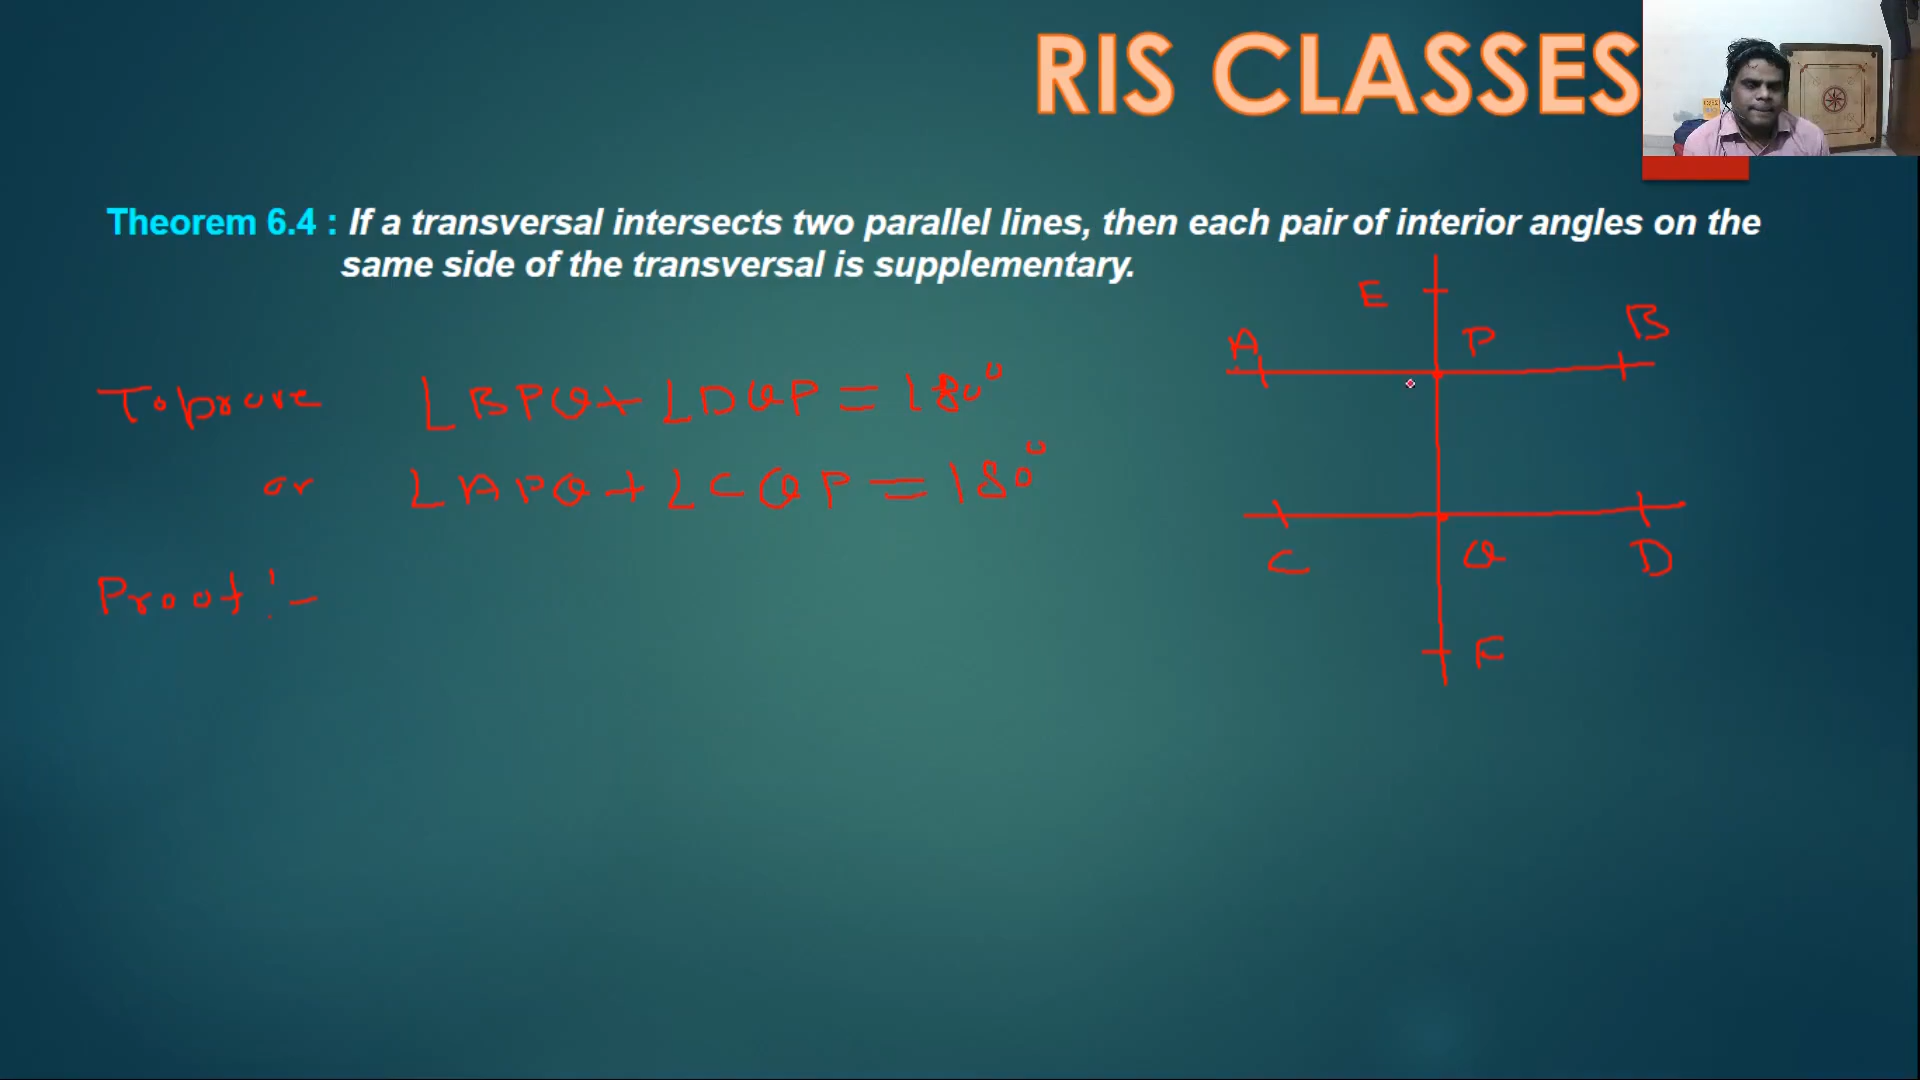 RIS CLASSES
Theorem 6.4 : If a transversal intersects two parallel lines, then each pair of interior angles on the
same side of the transversal is supplementary.
E
A
P
B
To prove ∠BPQ + ∠DQP = 180°
or ∠APQ + ∠CQP = 180°
C
Q
D
Proof :-
F